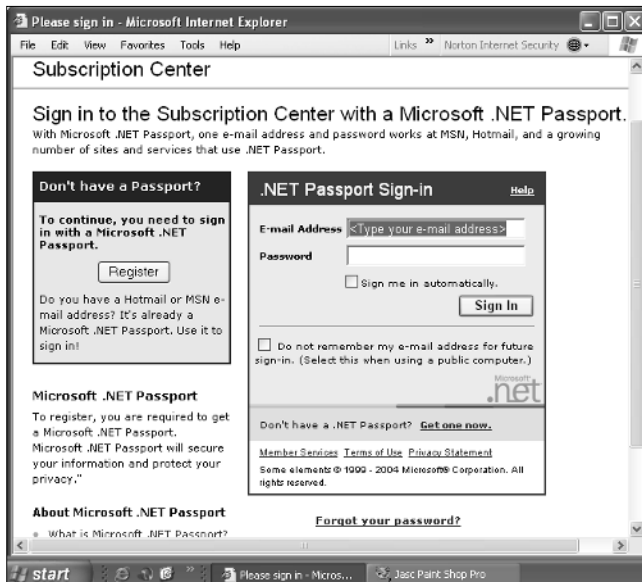 Please sign in - Microsoft Internet Explorer
File Edit View Favorites Tools Help Links » Norton Internet Security
Subscription Center
Sign in to the Subscription Center with a Microsoft .NET Passport.
With Microsoft .NET Passport, one e-mail address and password works at MSN, Hotmail, and a growing
number of sites and services that use .NET Passport.
Don't have a Passport?
To continue, you need to sign
in with a Microsoft .NET
Passport.
Register
Do you have a Hotmail or MSN e-
mail address? It's already a
Microsoft .NET Passport. Use it to
sign in!
Microsoft .NET Passport
To register, you are required to get
a Microsoft .NET Passport.
Microsoft .NET Passport will secure
your information and protect your
privacy."
About Microsoft .NET Passport
What is Microsoft .NET Passport?
.NET Passport Sign-in Help
E-mail Address <Type your e-mail address>
Password
Sign me in automatically.
Sign In
Do not remember my e-mail address for future
sign-in. (Select this when using a public computer.)
Microsoft
.net
Don't have a .NET Passport? Get one now.
Member Services Terms of Use Privacy Statement
Some elements © 1999 - 2004 Microsoft® Corporation. All
rights reserved.
Forgot your password?
start » Please sign in - Micros... Jasc Paint Shop Pro